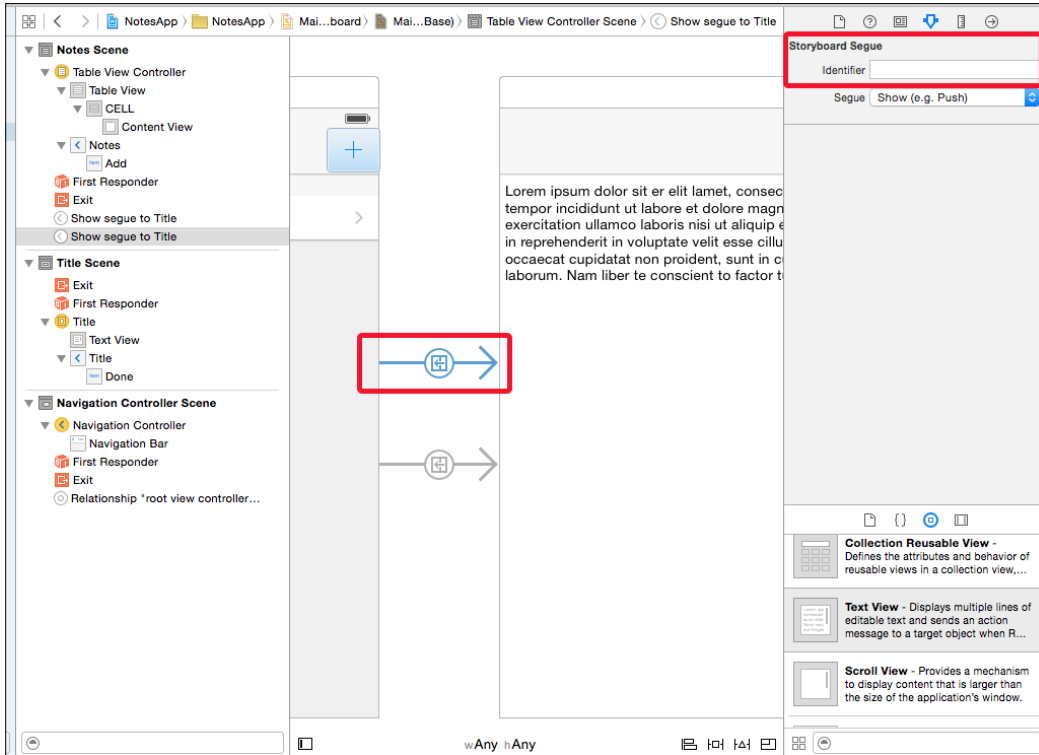 NotesApp NotesApp Mai...board) Mai...Base) Table View Controller Scene Show segue to Title
Notes Scene
Table View Controller
Table View
CELL
Content View
Notes
Add
First Responder
Exit
Show segue to Title
Show segue to Title
Title Scene
Exit
First Responder
Title
Text View
Title
Done
Navigation Controller Scene
Navigation Controller
Navigation Bar
First Responder
Exit
Relationship "root view controller...
Lorem ipsum dolor sit er elit lamet, consec
tempor incididunt ut labore et dolore magn
exercitation ullamco laboris nisi ut aliquip e
in reprehenderit in voluptate velit esse cillu
occaecat cupidatat non proident, sunt in cu
laborum. Nam liber te conscient to factor t
wAny hAny
Storyboard Segue
Identifier
Segue Show (e.g. Push)
Collection Reusable View -
Defines the attributes and behavior of
reusable views in a collection view,...
Text View - Displays multiple lines of
editable text and sends an action
message to a target object when R...
Scroll View - Provides a mechanism
to display content that is larger than
the size of the application's window.